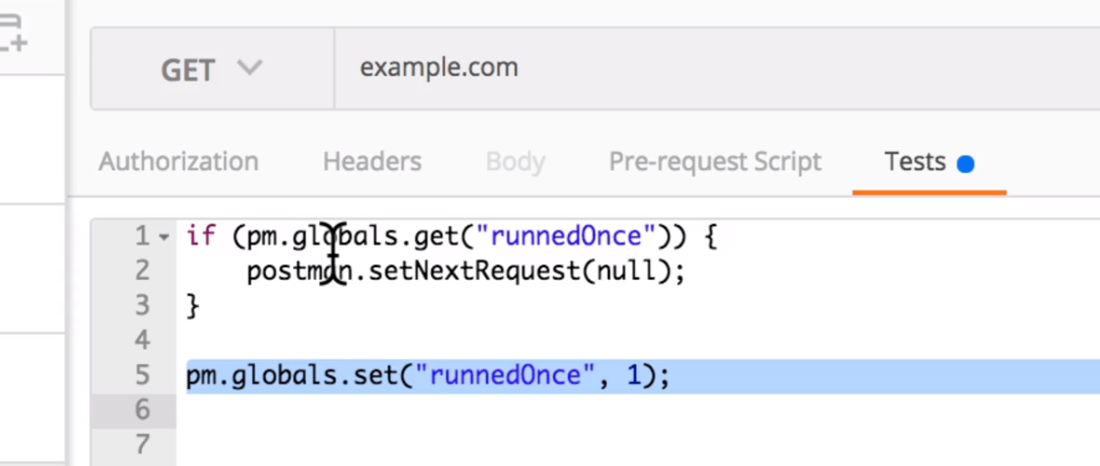 GET example.com
Authorization Headers Body Pre-request Script Tests
1 if (pm.globals.get("runnedOnce")) {
2 postman.setNextRequest(null);
3 }
4
5 pm.globals.set("runnedOnce", 1);
6
7